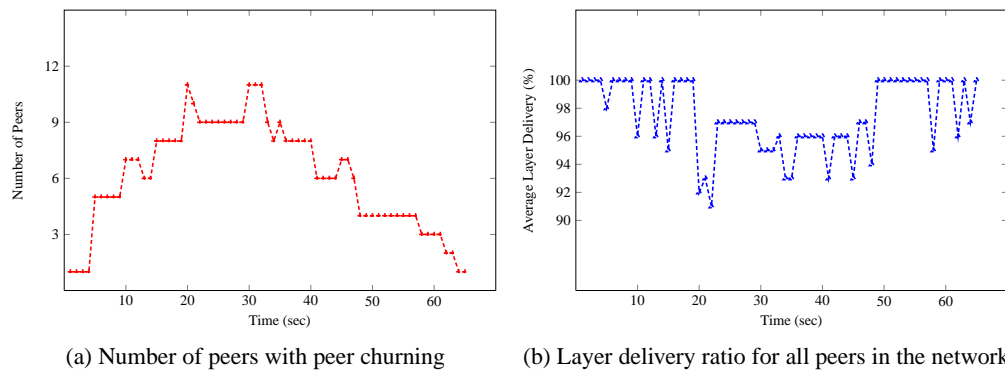 12
9
6
3
Number of Peers
10 20 30 40 50 60
Time (sec)
(a) Number of peers with peer churning
100
98
96
94
92
90
Average Layer Delivery (%)
10 20 30 40 50 60
Time (sec)
(b) Layer delivery ratio for all peers in the network